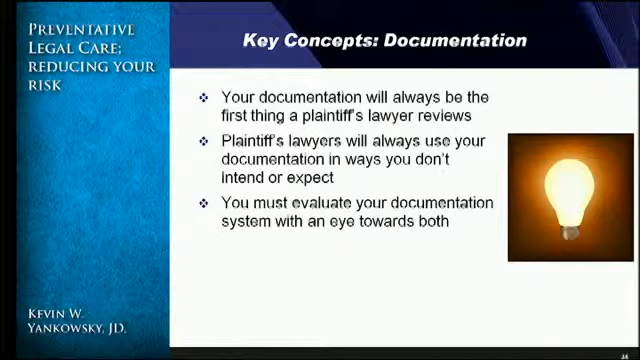 PREVENTATIVE
LEGAL CARE;
REDUCING YOUR
RISK
Key Concepts: Documentation
❖ Your documentation will always be the
first thing a plaintiff's lawyer reviews
❖ Plaintiff's lawyers will always use your
documentation in ways you don't
intend or expect
❖ You must evaluate your documentation
system with an eye towards both
KEVIN W.
YANKOWSKY, JD.